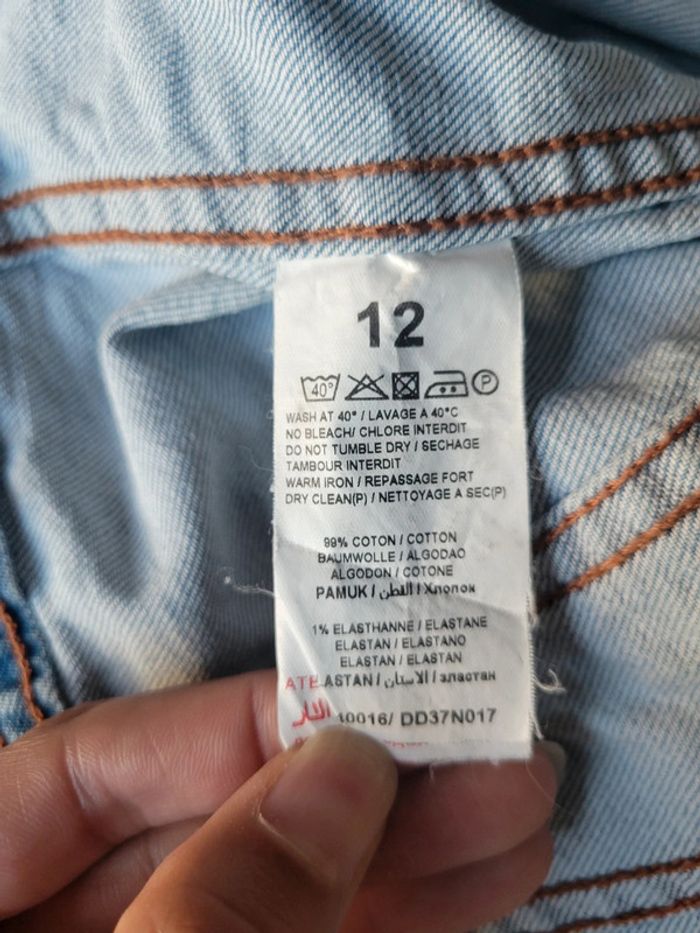 12
40°
P
WASH AT 40° / LAVAGE A 40°C
NO BLEACH/ CHLORE INTERDIT
DO NOT TUMBLE DRY / SECHAGE
TAMBOUR INTERDIT
WARM IRON / REPASSAGE FORT
DRY CLEAN(P) / NETTOYAGE A SEC(P)
99% COTON / COTTON
BAUMWOLLE / ALGODAO
ALGODON / COTONE
PAMUK / القطن / Хлопок
1% ELASTHANNE / ELASTANE
ELASTAN / ELASTANO
ELASTAN / ELASTAN
ASTAN / الاستان / эластан
10016/ DD37N017